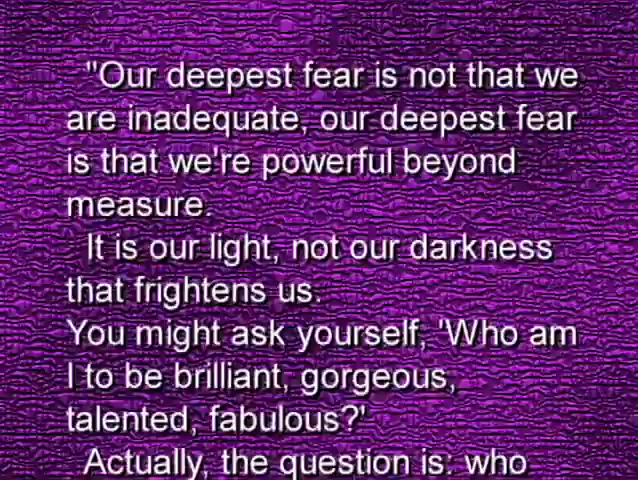 "Our deepest fear is not that we
are inadequate, our deepest fear
is that we're powerful beyond
measure.
It is our light, not our darkness
that frightens us.
You might ask yourself, 'Who am
I to be brilliant, gorgeous,
talented, fabulous?'
Actually, the question is: who